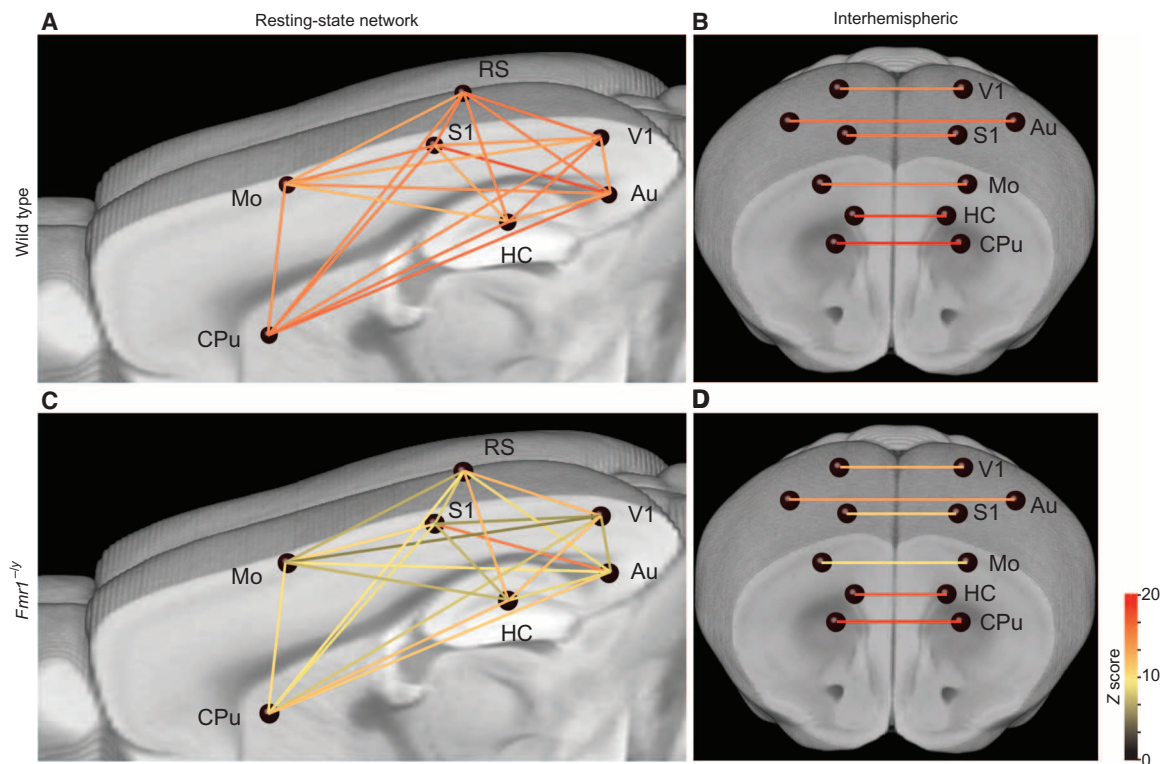 A
Resting-state network
B
Interhemispheric
Wild type
RS
S1
V1
Mo
Au
HC
CPu
V1
Au
S1
Mo
HC
CPu
C
D
Fmr1⁻/ʸ
RS
S1
V1
Mo
Au
HC
CPu
V1
Au
S1
Mo
HC
CPu
Z score
20
10
0